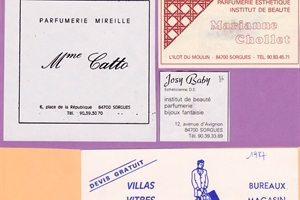 PARFUMERIE MIREILLE
Mme Catto
6, place de la République 84700 SORGUES
Tél. 90.39.30.70
PARFUMERIE ESTHÉTIQUE
INSTITUT DE BEAUTÉ
Marianne
Chollet
L'ILOT DU MOULIN - 84700 SORGUES - TÉL. 90.83.45.71
Josy Baby
Esthéticienne D.E.
institut de beauté
parfumerie
bijoux fantaisie
12, avenue d'Avignon
84700 SORGUES
Tél. 90.39.33.89
1987
DEVIS GRATUIT
VILLAS
VITRES
BUREAUX
MAGASIN